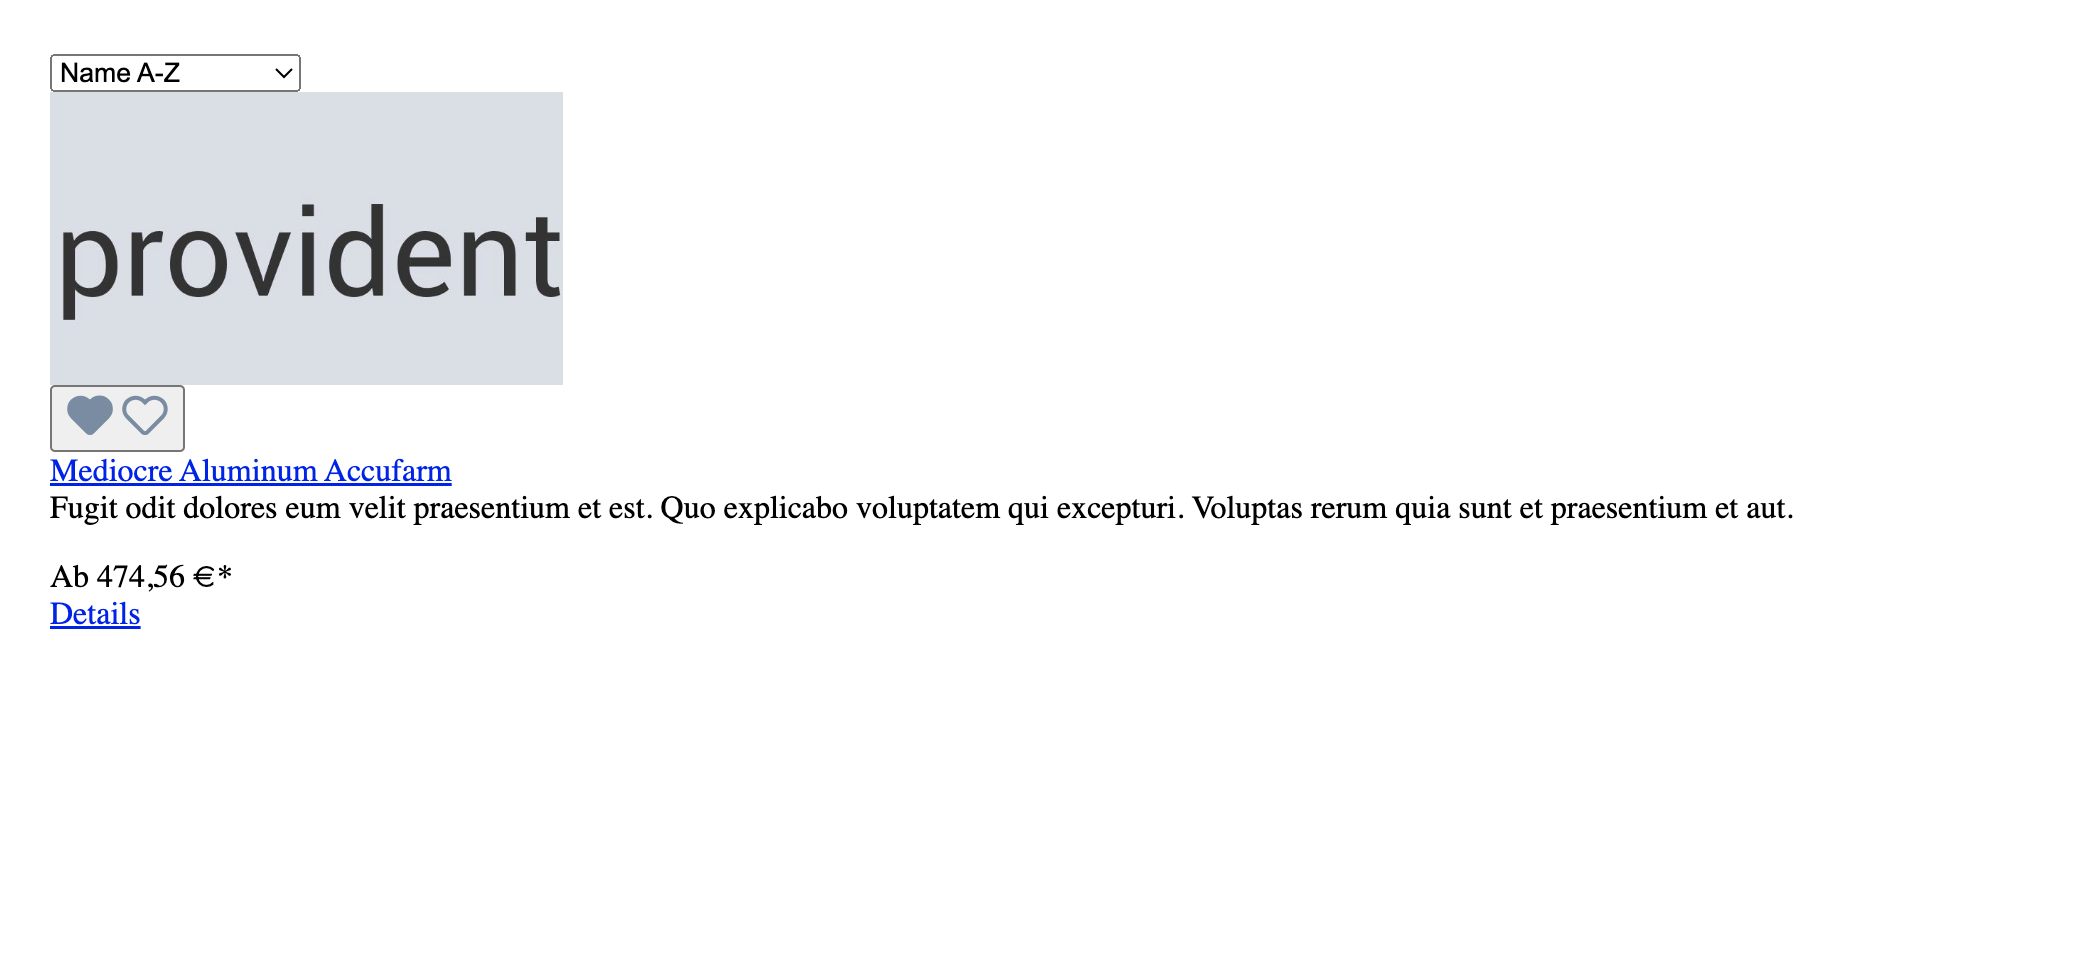 Name A-Z
provident
Mediocre Aluminum Accufarm
Fugit odit dolores eum velit praesentium et est. Quo explicabo voluptatem qui excepturi. Voluptas rerum quia sunt et praesentium et aut.
Ab 474,56 €*
Details